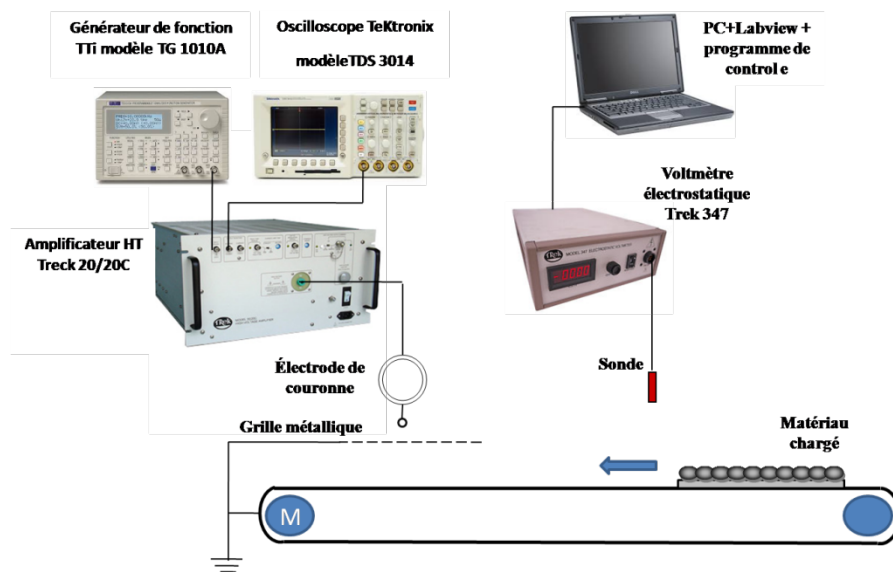 Générateur de fonction
TTi modèle TG 1010A
Oscilloscope TeKtronix
modèleTDS 3014
PC+Labview +
programme de
control e
Voltmètre
électrostatique
Trek 347
Amplificateur HT
Treck 20/20C
Électrode de
couronne
Sonde
Grille métallique
Matériau
chargé
M